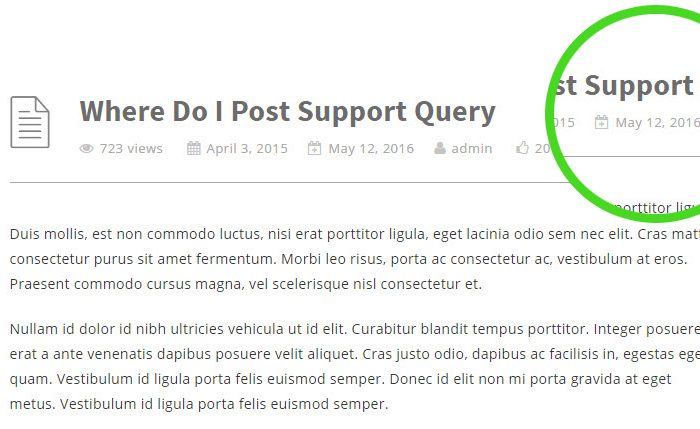 Where Do I Post Support Query
723 views April 3, 2015 May 12, 2016 admin 20
st Support
2015 May 12, 2016
porttitor
Duis mollis, est non commodo luctus, nisi erat porttitor ligula, eget lacinia odio sem nec elit. Cras
consectetur purus sit amet fermentum. Morbi leo risus, porta ac consectetur ac, vestibulum at eros.
Praesent commodo cursus magna, vel scelerisque nisl consectetur et.
Nullam id dolor id nibh ultricies vehicula ut id elit. Curabitur blandit tempus porttitor. Integer posuere
erat a ante venenatis dapibus posuere velit aliquet. Cras justo odio, dapibus ac facilisis in, egestas ege
quam. Vestibulum id ligula porta felis euismod semper. Donec id elit non mi porta gravida at eget
metus. Vestibulum id ligula porta felis euismod semper.